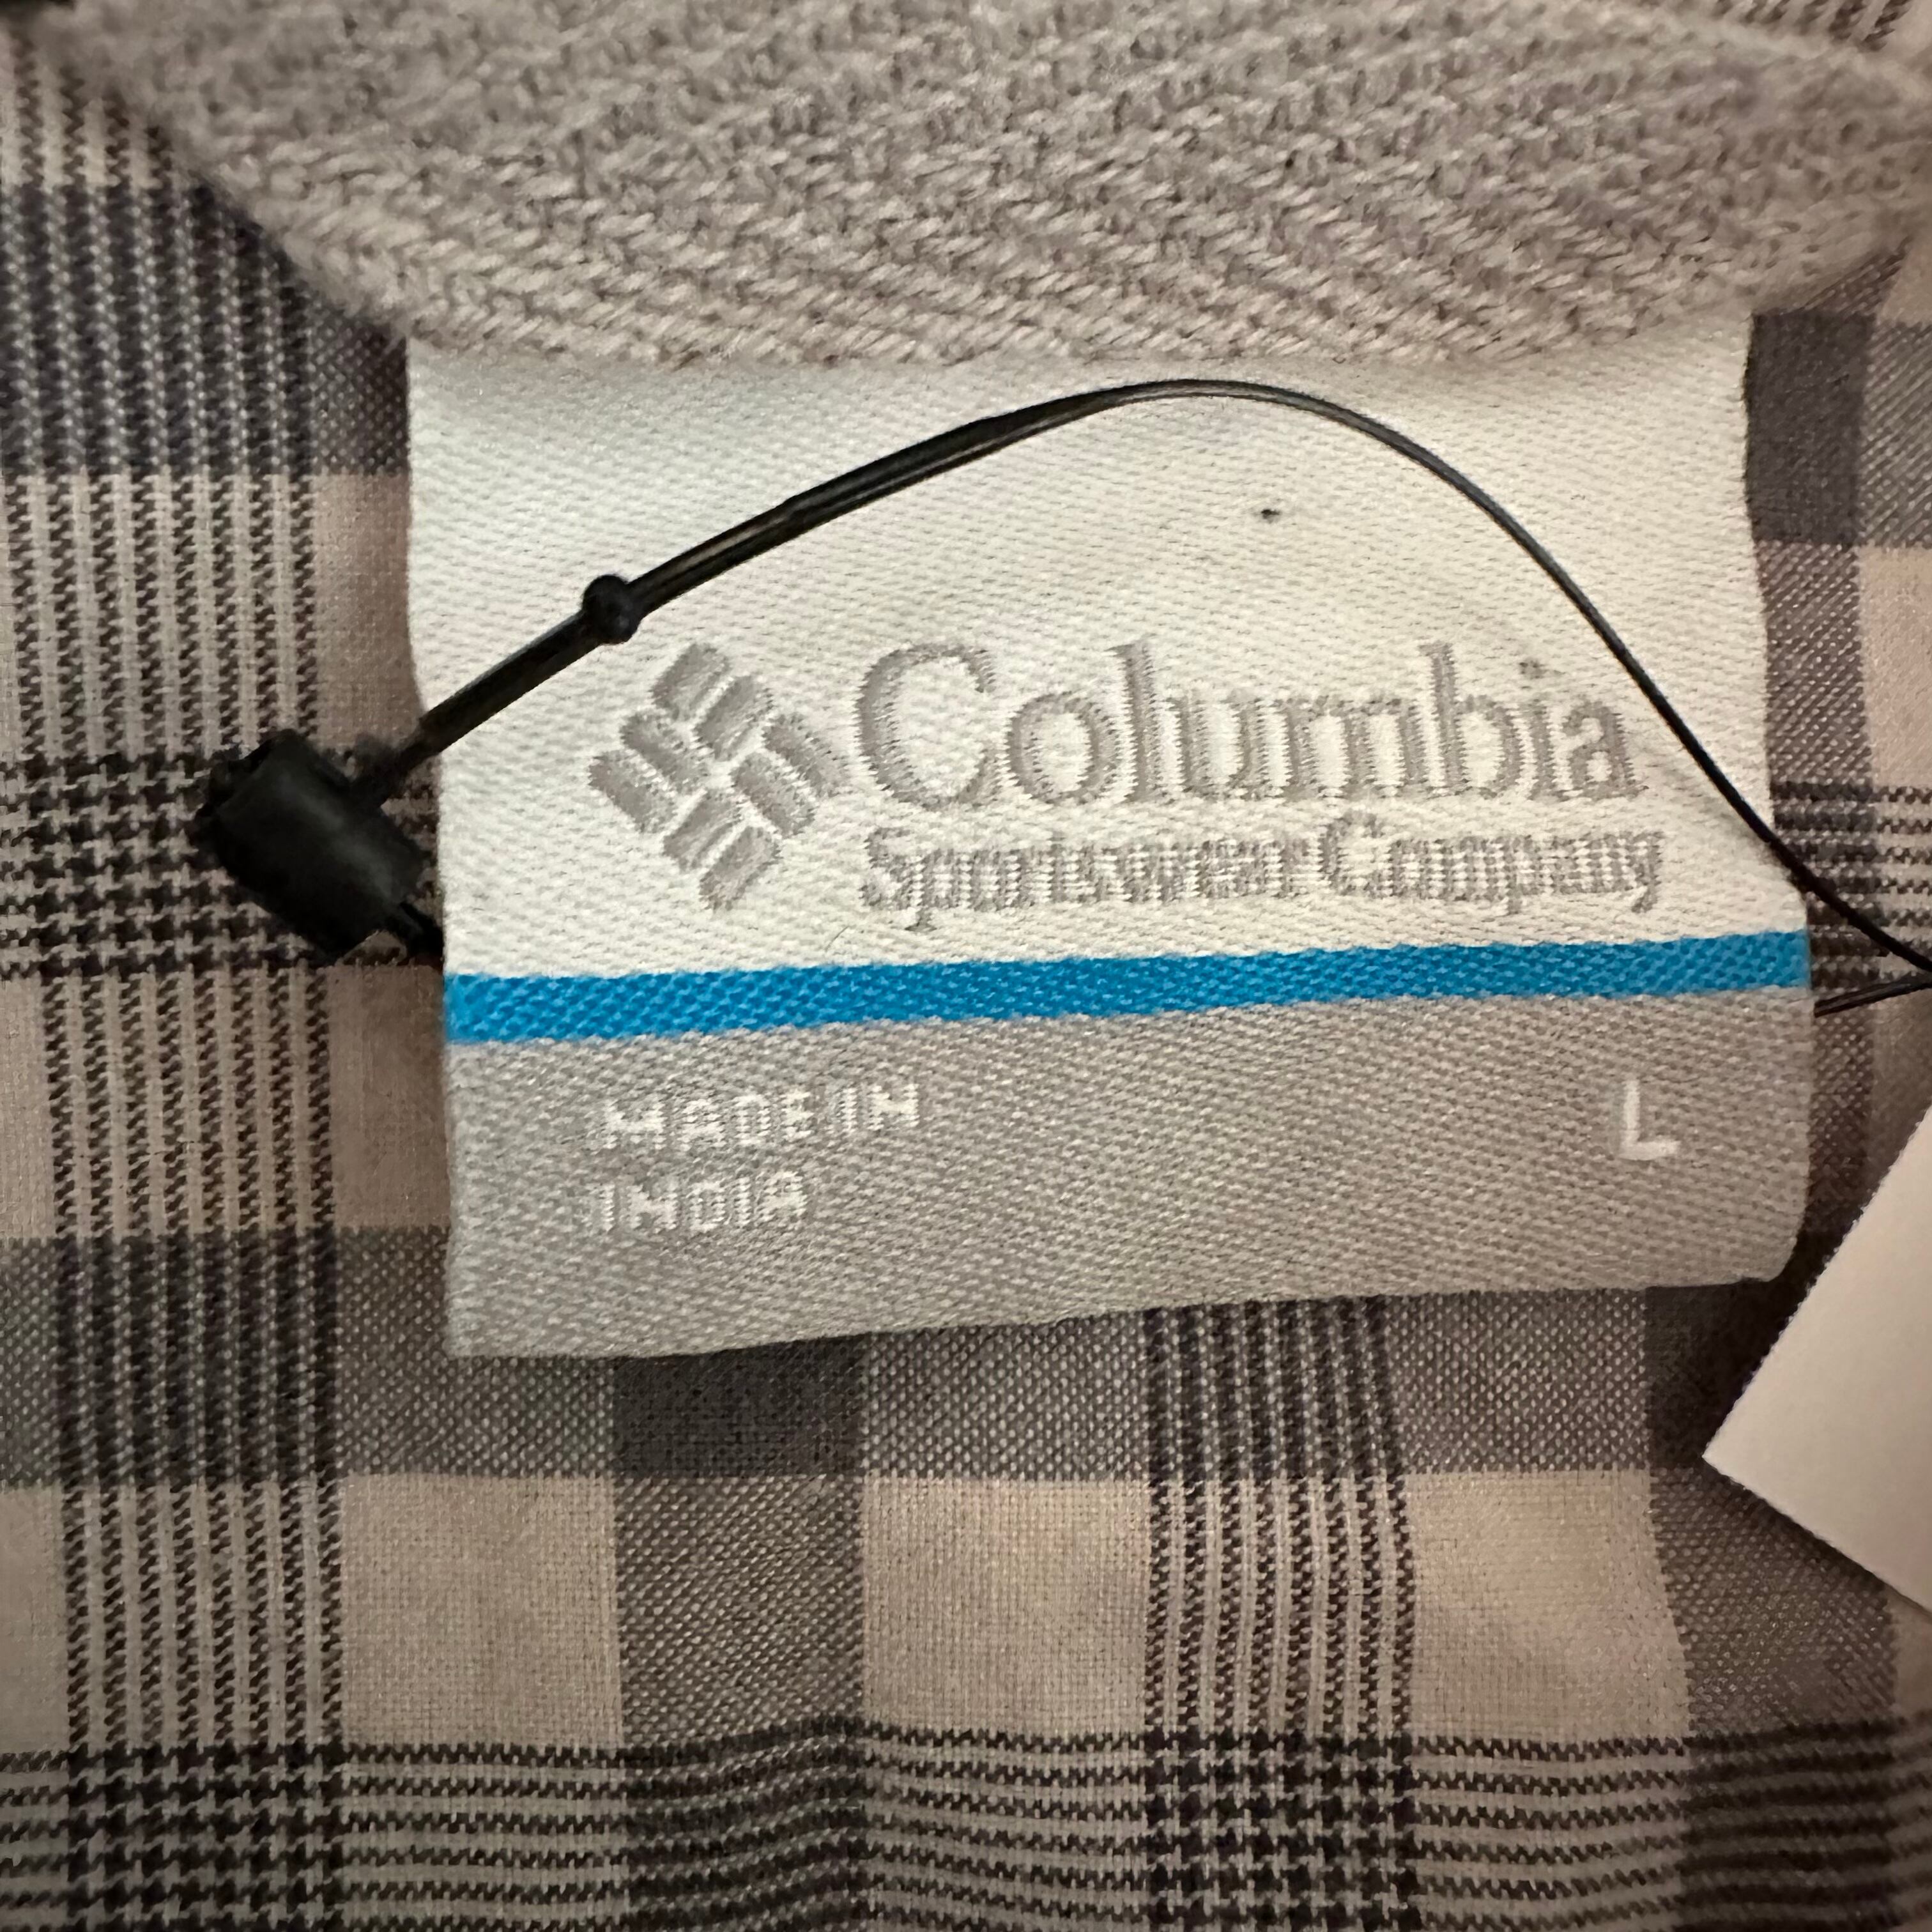 Columbia
Sportswear Company
MADE IN
INDIA
L